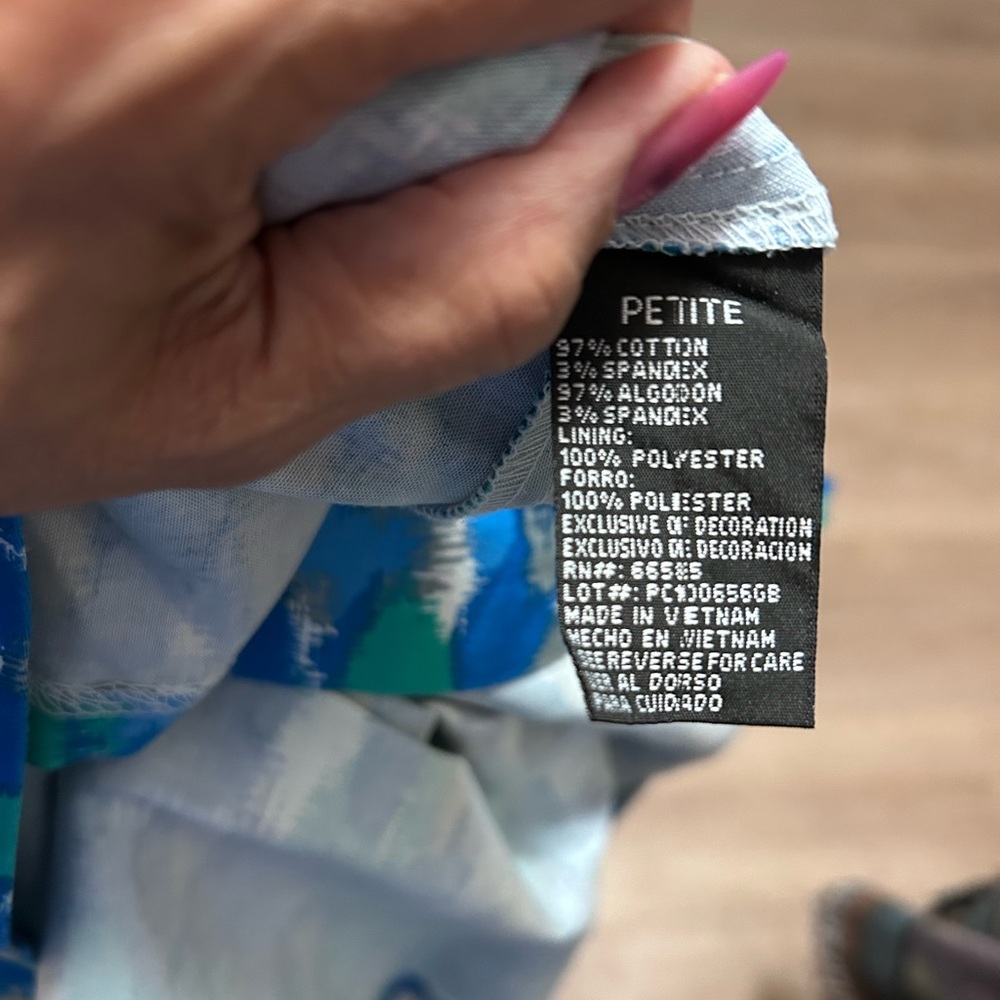 PETITE
97% COTTON
3% SPANDEX
97% ALGODON
3% SPANDEX
LINING:
100% POLYESTER
FORRO:
100% POLIESTER
EXCLUSIVE OF DECORATION
EXCLUSIVO DE DECORACION
RN#: 66585
LOT#: PC100656GB
MADE IN VIETNAM
HECHO EN VIETNAM
SEE REVERSE FOR CARE
VER AL DORSO
PARA CUIDADO